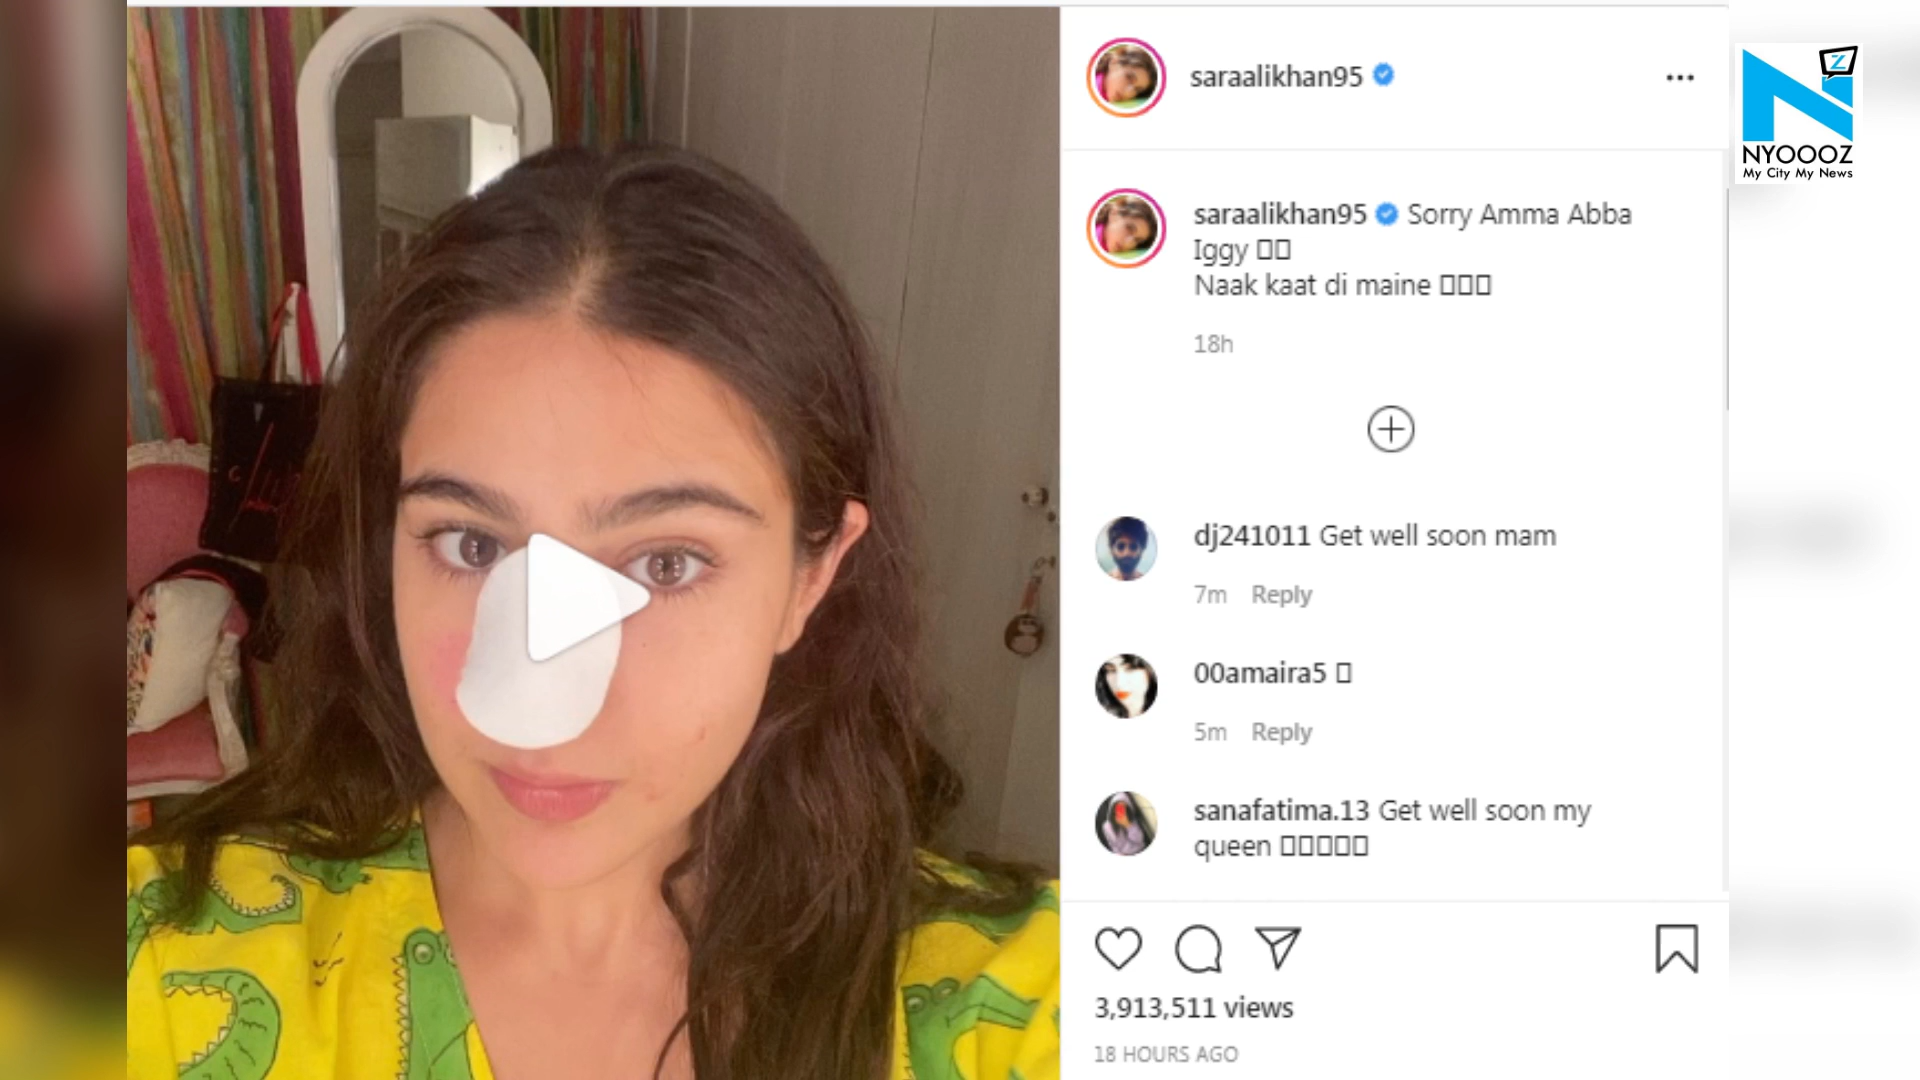 saraalikhan95
NYOOOZ
My City My News
saraalikhan95 Sorry Amma Abba
Iggy
Naak kaat di maine
18h
dj241011 Get well soon mam
7m Reply
00amaira5
5m Reply
sanafatima.13 Get well soon my
queen
3,913,511 views
18 HOURS AGO